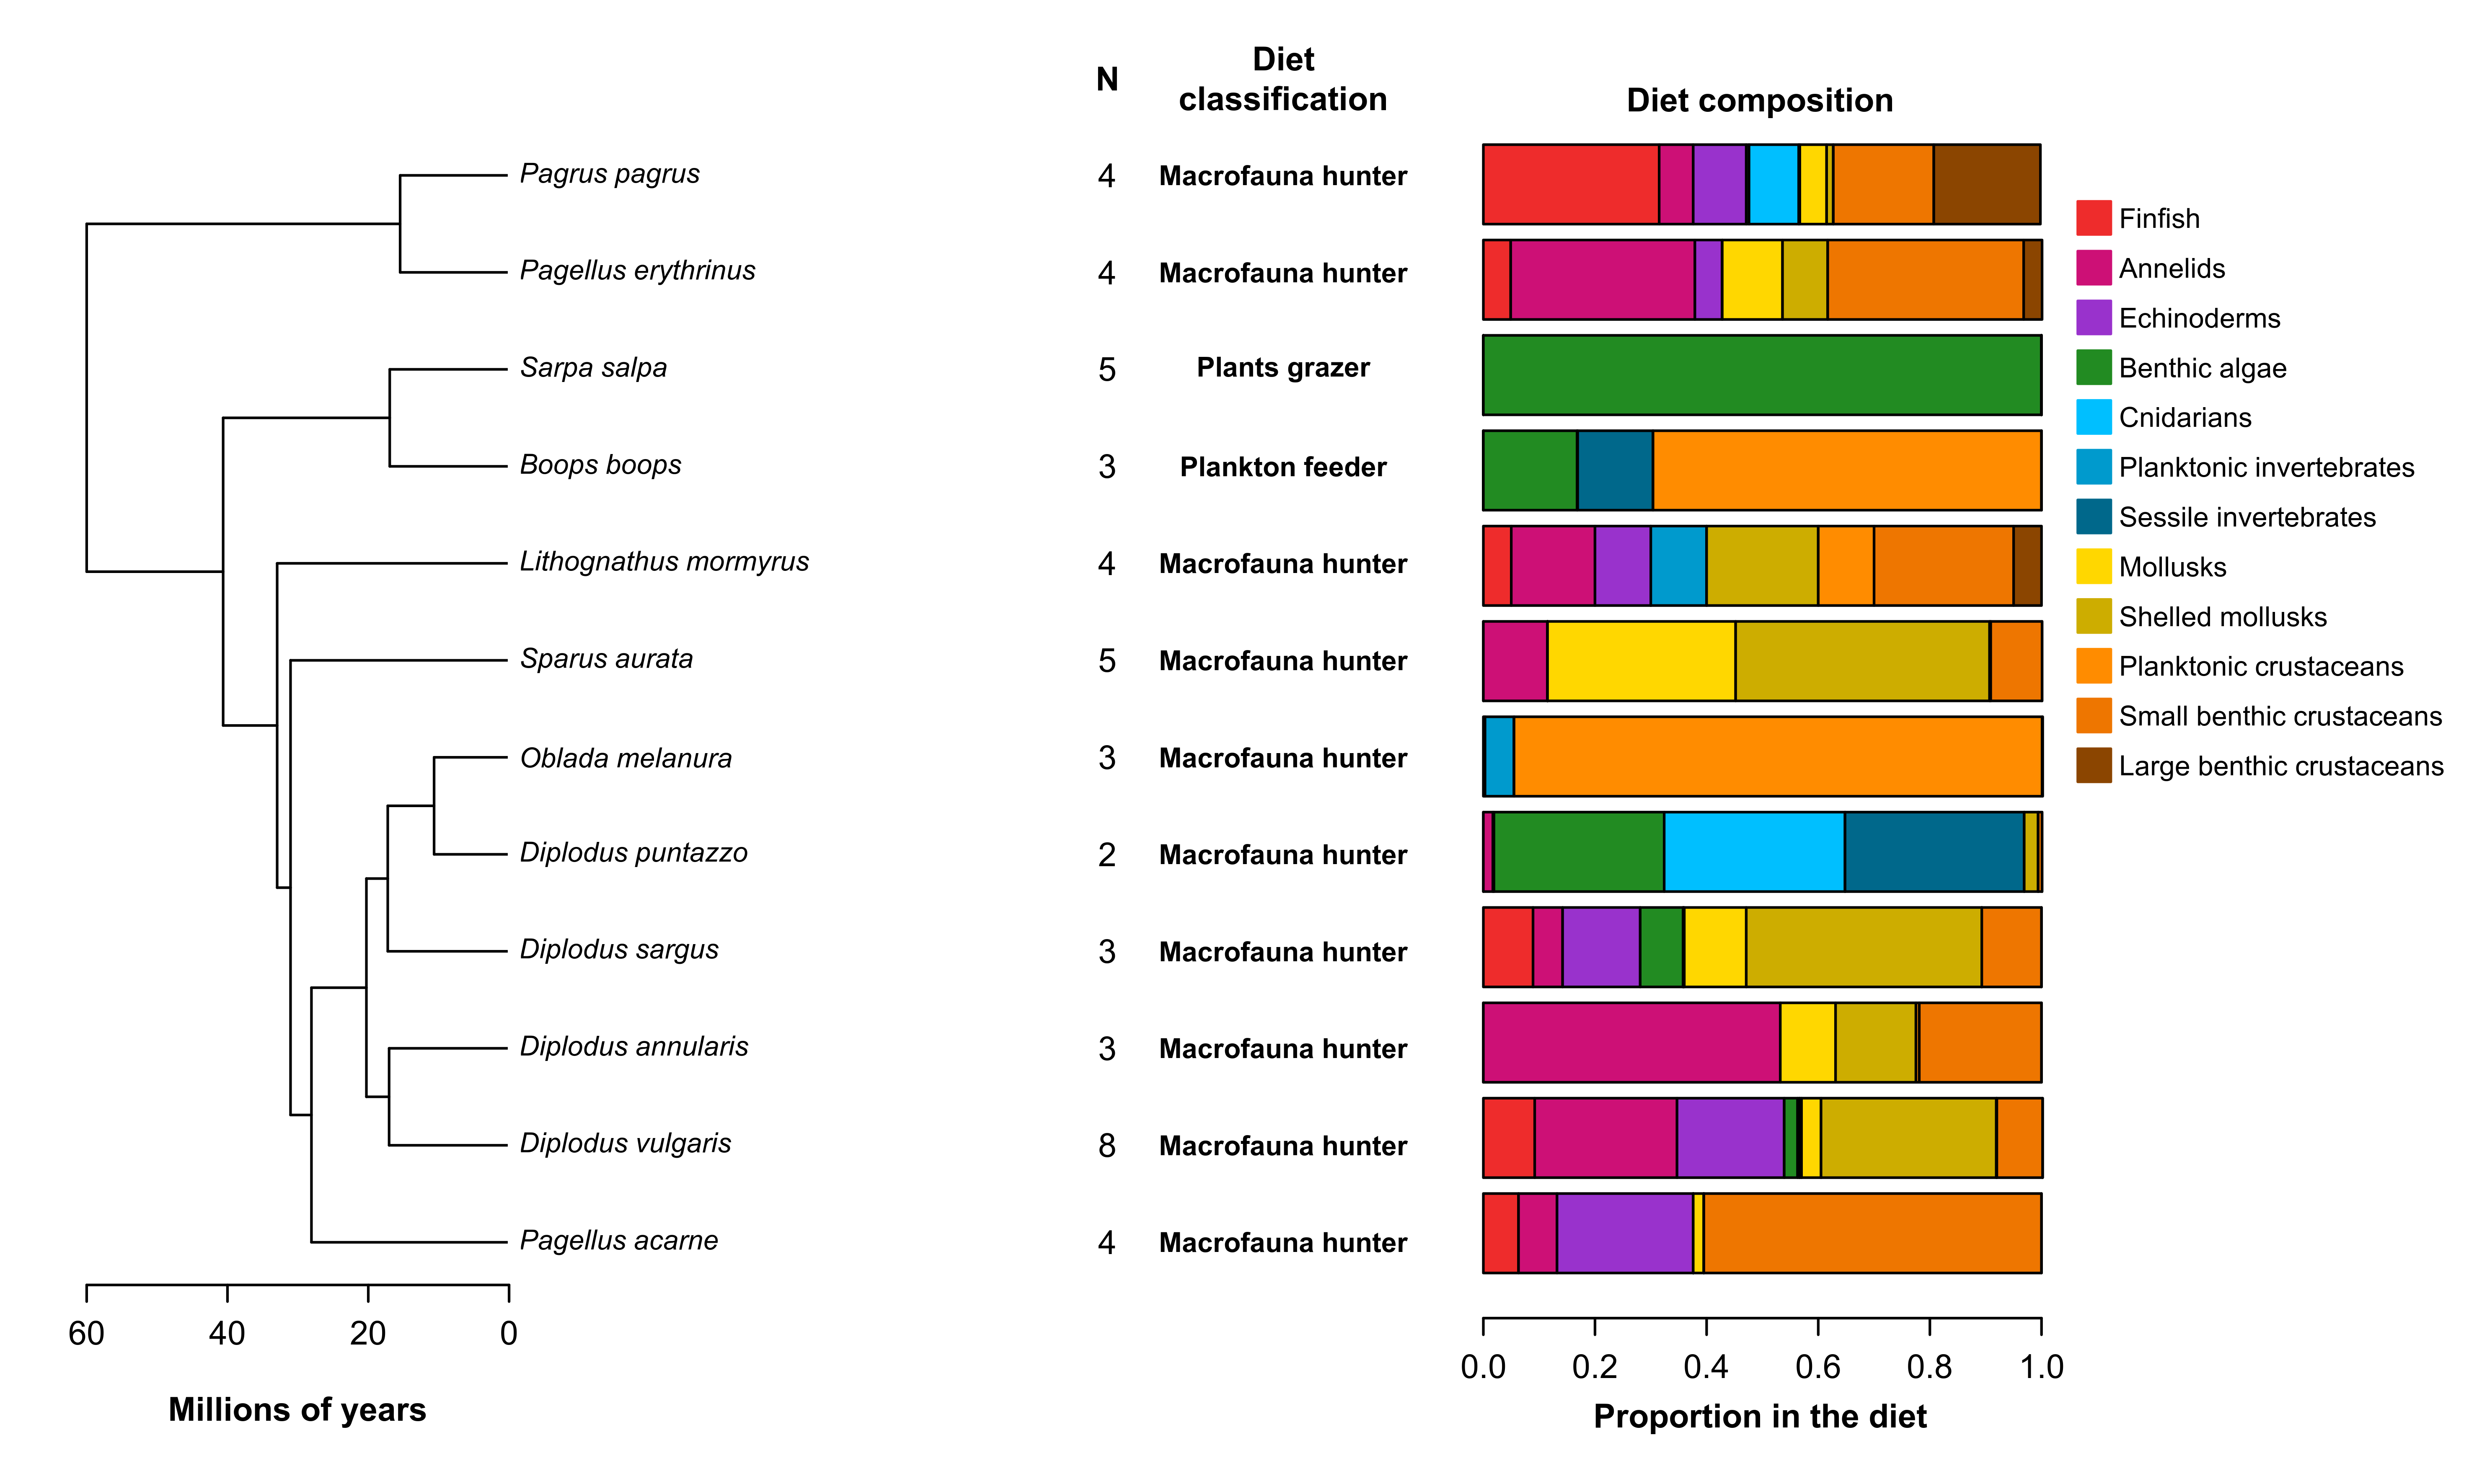 N
Diet
classification
Diet composition
Pagrus pagrus 4 Macrofauna hunter
Pagellus erythrinus 4 Macrofauna hunter
Sarpa salpa 5 Plants grazer
Boops boops 3 Plankton feeder
Lithognathus mormyrus 4 Macrofauna hunter
Sparus aurata 5 Macrofauna hunter
Oblada melanura 3 Macrofauna hunter
Diplodus puntazzo 2 Macrofauna hunter
Diplodus sargus 3 Macrofauna hunter
Diplodus annularis 3 Macrofauna hunter
Diplodus vulgaris 8 Macrofauna hunter
Pagellus acarne 4 Macrofauna hunter
Finfish
Annelids
Echinoderms
Benthic algae
Cnidarians
Planktonic invertebrates
Sessile invertebrates
Mollusks
Shelled mollusks
Planktonic crustaceans
Small benthic crustaceans
Large benthic crustaceans
60 40 20 0
Millions of years
0.0 0.2 0.4 0.6 0.8 1.0
Proportion in the diet